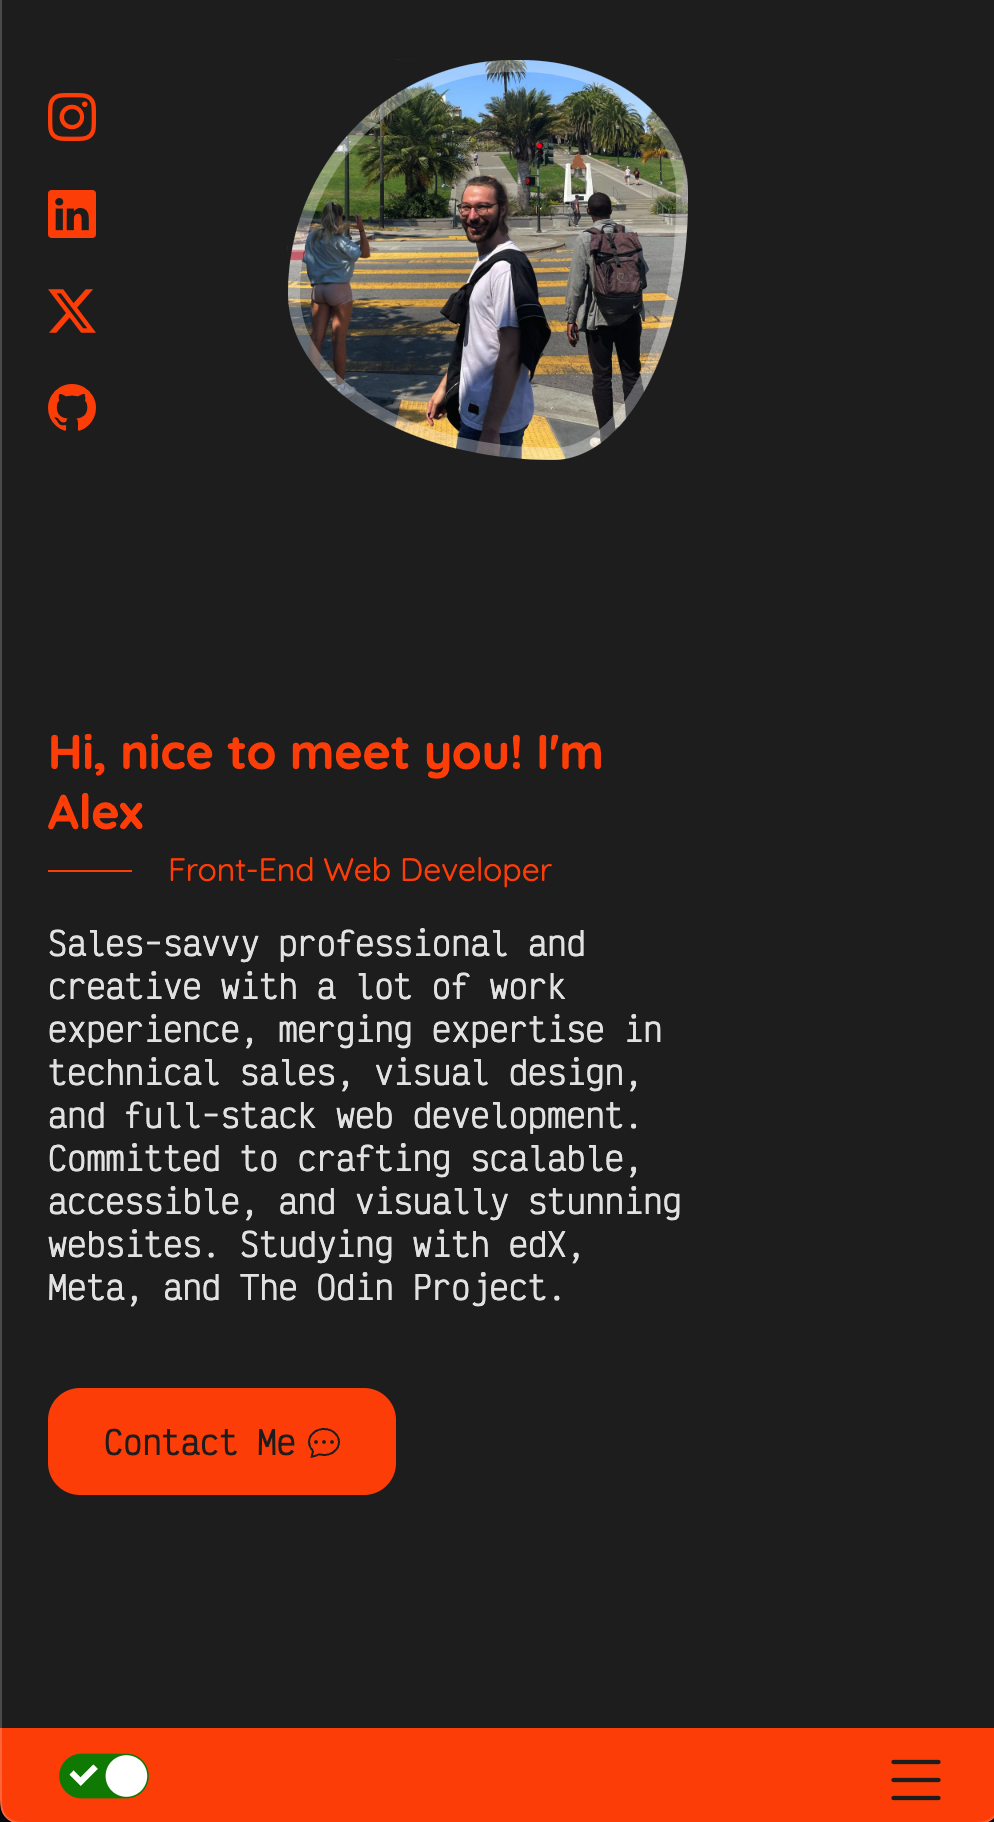 Hi, nice to meet you! I'm
Alex
Front-End Web Developer
Sales-savvy professional and
creative with a lot of work
experience, merging expertise in
technical sales, visual design,
and full-stack web development.
Committed to crafting scalable,
accessible, and visually stunning
websites. Studying with edX,
Meta, and The Odin Project.
Contact Me